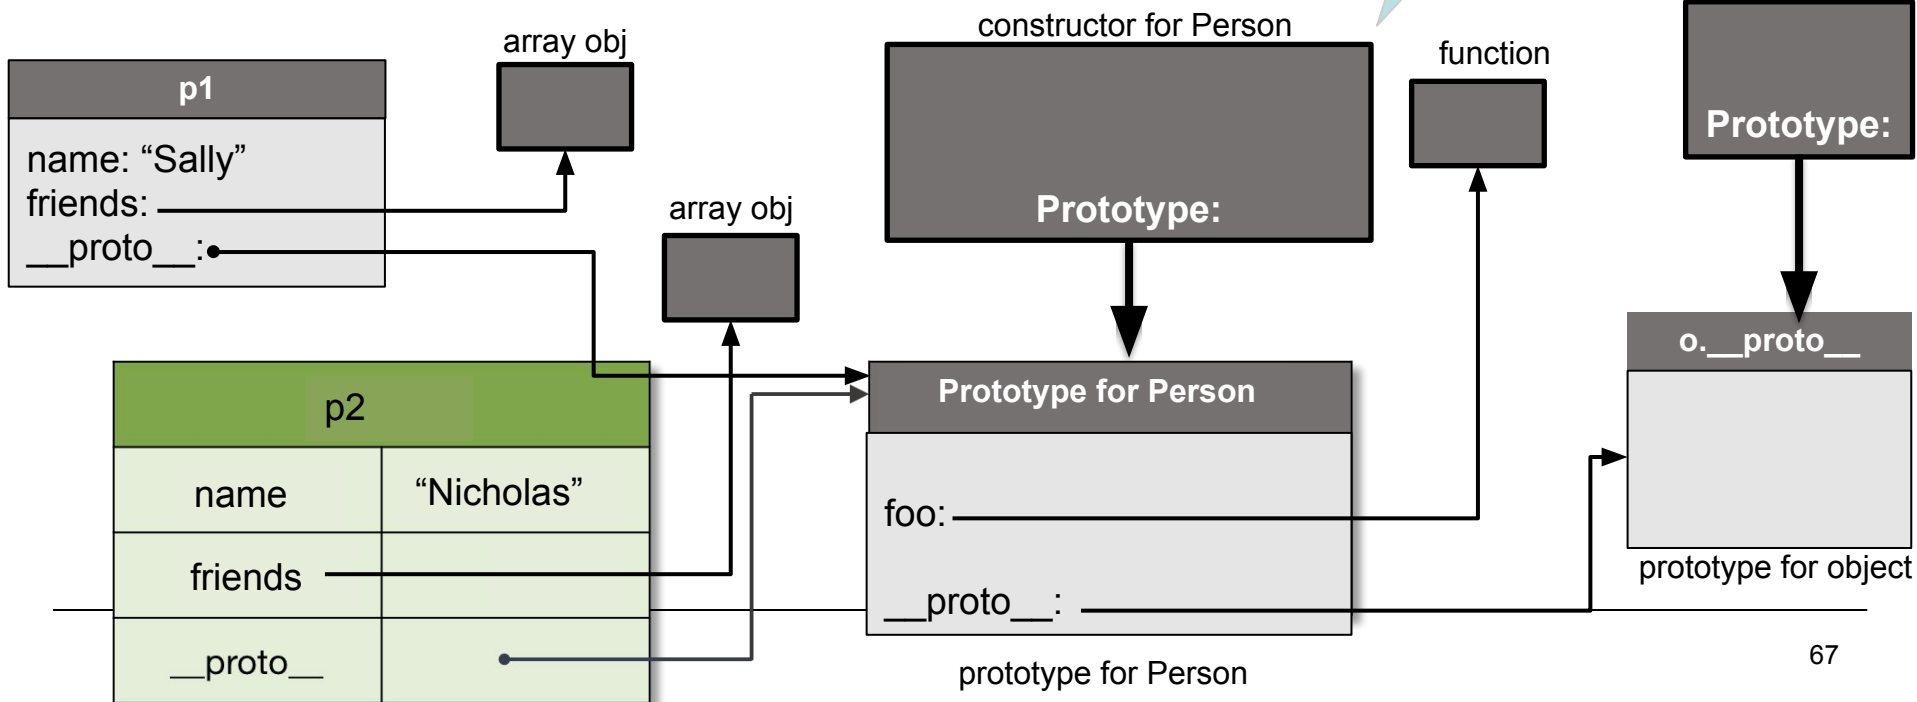 constructor for Person
array obj
function
p1
Prototype:
name: “Sally”
friends:
__proto__:
array obj
Prototype:
o.__proto__
p2
Prototype for Person
name
“Nicholas”
foo:
friends
prototype for object
__proto__:
__proto__
prototype for Person
67